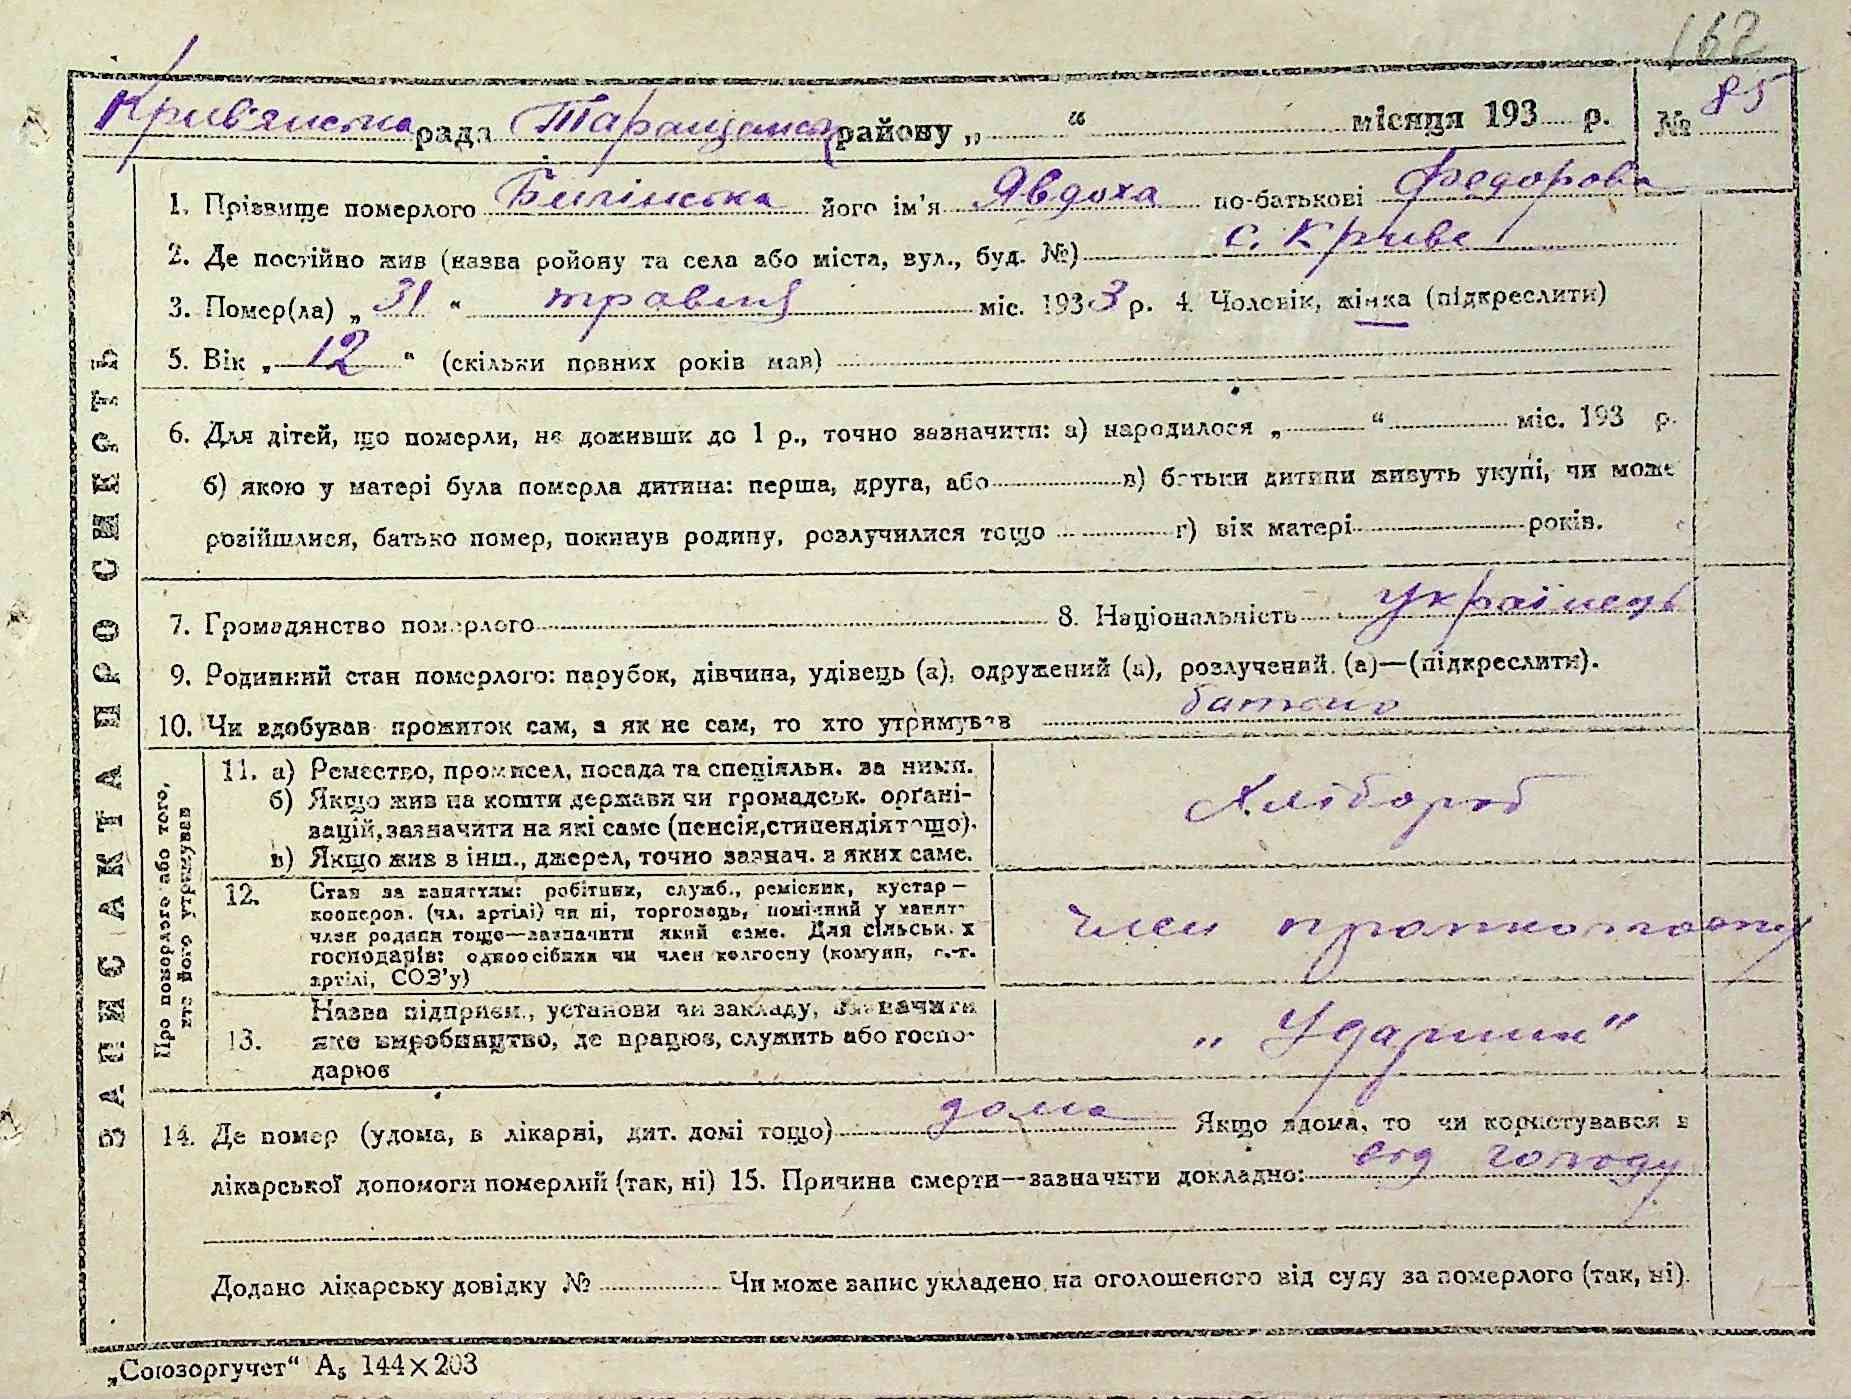 162
Крив'янська рада Таращанськ району „ “ місяця 193 р. № 85
ЗАПИС АКТА ПРО СМЕРТЬ
1. Прізвище померлого його ім'я Явдоха по-батькові Федорова
2. Де постійно жив (назва ройону та села або міста, вул., буд. №) с. Криве
3. Помер(ла) „ 31 “ травня міс. 1933 р. 4. Чоловік, жінка (підкреслити)
5. Вік „ 12 “ (скільки повних років мав)
6. Для дітей, що померли, не доживши до 1 р., точно зазначити: а) народилося „ “ міс. 193 р.
б) якою у матері була померла дитина: перша, друга, або в) батьки дитини живуть укупі, чи може
розійшлися, батько помер, покинув родину, розлучилися тощо г) вік матері років.
7. Громадянство померлого 8. Національність українець
9. Родинний стан померлого: парубок, дівчина, удівець (а), одружений (а), розлучений (а)—(підкреслити).
10. Чи здобував прожиток сам, а як не сам, то хто утримував батько
Про померлого або того, хто його утримував
11. а) Ремество, промисел, посада та спеціяльн. за ними.
б) Якщо жив на кошти держави чи громадськ. орґані-
зацій, зазначити на які саме (пенсія, стипендія тощо).
в) Якщо жив в інш., джерел, точно зазнач. з яких саме.
Хлібороб
12. Стан за заняттям: робітник, служб., ремісник, кустар—
кооперов. (чл. артілі) чи ні, торговець, помічний у занят-
член родини тоще—зазначити який саме. Для сільськ. х
господарів: одноосібник чи член колгоспу (комуни, с.-г.
артілі, СОЗ'у)
член
13. Назва підприєм., установи чи закладу, зазначити
яке виробництво, де працює, служить або госпо-
дарює
„ Ударник“
14. Де помер (удома, в лікарні, дит. домі тощо) дома Якщо вдома, то чи користувався з
лікарської допомоги померлий (так, ні) 15. Причина смерти—зазначити докладно: від голоду
Додано лікарську довідку № Чи може запис укладено на оголошеного від суду за померлого (так, ні).
„Союзоргучет“ А₅ 144×203